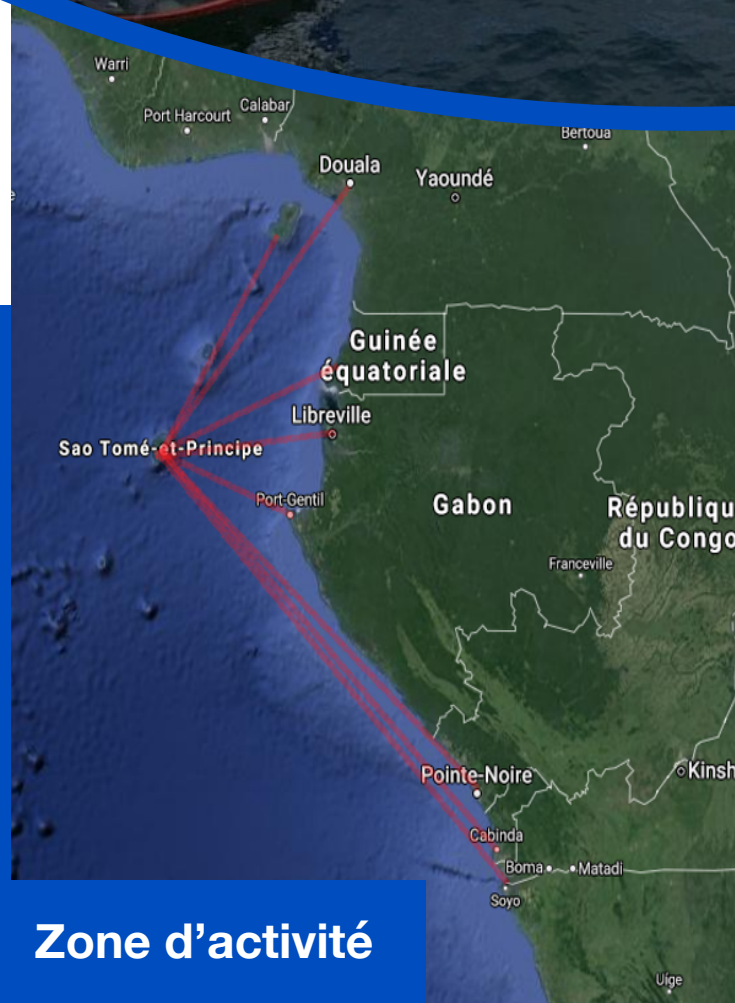 Warri
Calabar
Port Harcourt
Bertoua
Douala
Yaoundé
Guinée
équatoriale
Libreville
Sao Tomé-et-Principe
Port-Gentil
Gabon
Républiqu
du Congo
Franceville
Pointe-Noire
Kinsh
Cabinda
Boma
Matadi
Soyo
Zone d’activité
Uíge